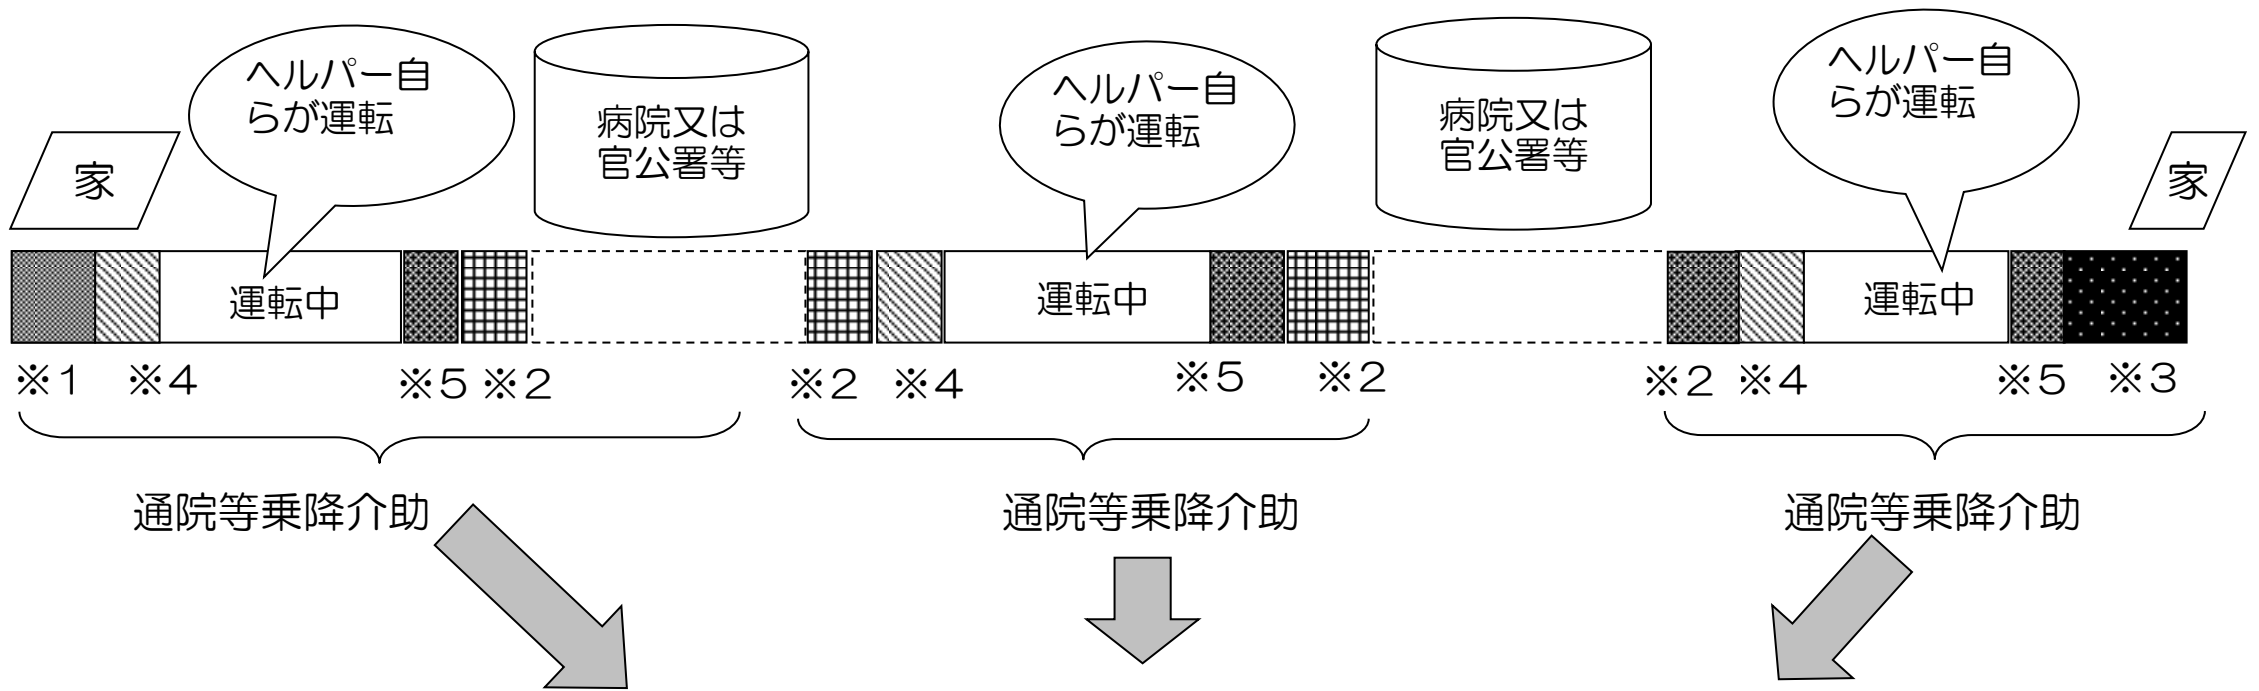 ヘルパー自
らが運転
病院又は
官公署等
ヘルパー自
らが運転
病院又は
官公署等
ヘルパー自
らが運転
家
家
運転中
運転中
運転中
※1
※4
※5
※2
※2
※4
※5
※2
※2
※4
※5
※3
通院等乗降介助
通院等乗降介助
通院等乗降介助